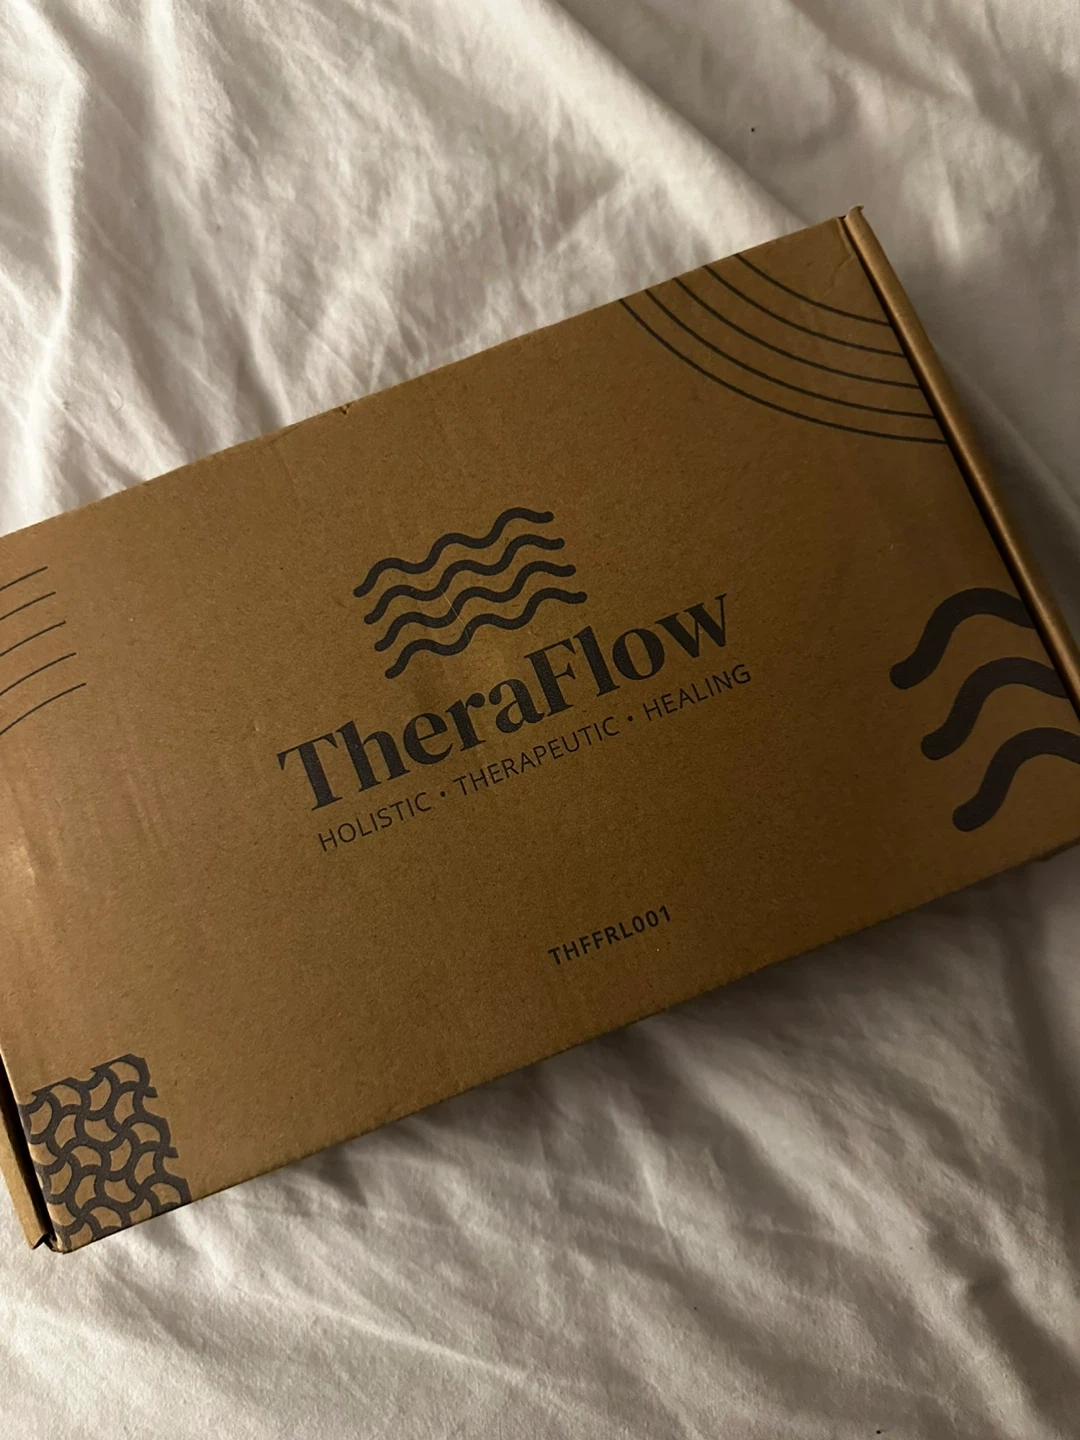 TheraFlow
HOLISTIC • THERAPEUTIC • HEALING
THFFRL001